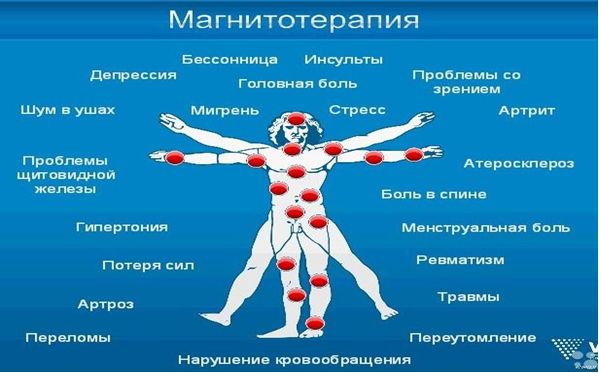 Магнитотерапия
Бессонница Инсульты
Депрессия Головная боль Проблемы со
зрением
Шум в ушах Мигрень Стресс Артрит
Проблемы
щитовидной
железы
Атеросклероз
Боль в спине
Гипертония Менструальная боль
Потеря сил Ревматизм
Артроз Травмы
Переломы Переутомление
Нарушение кровообращения